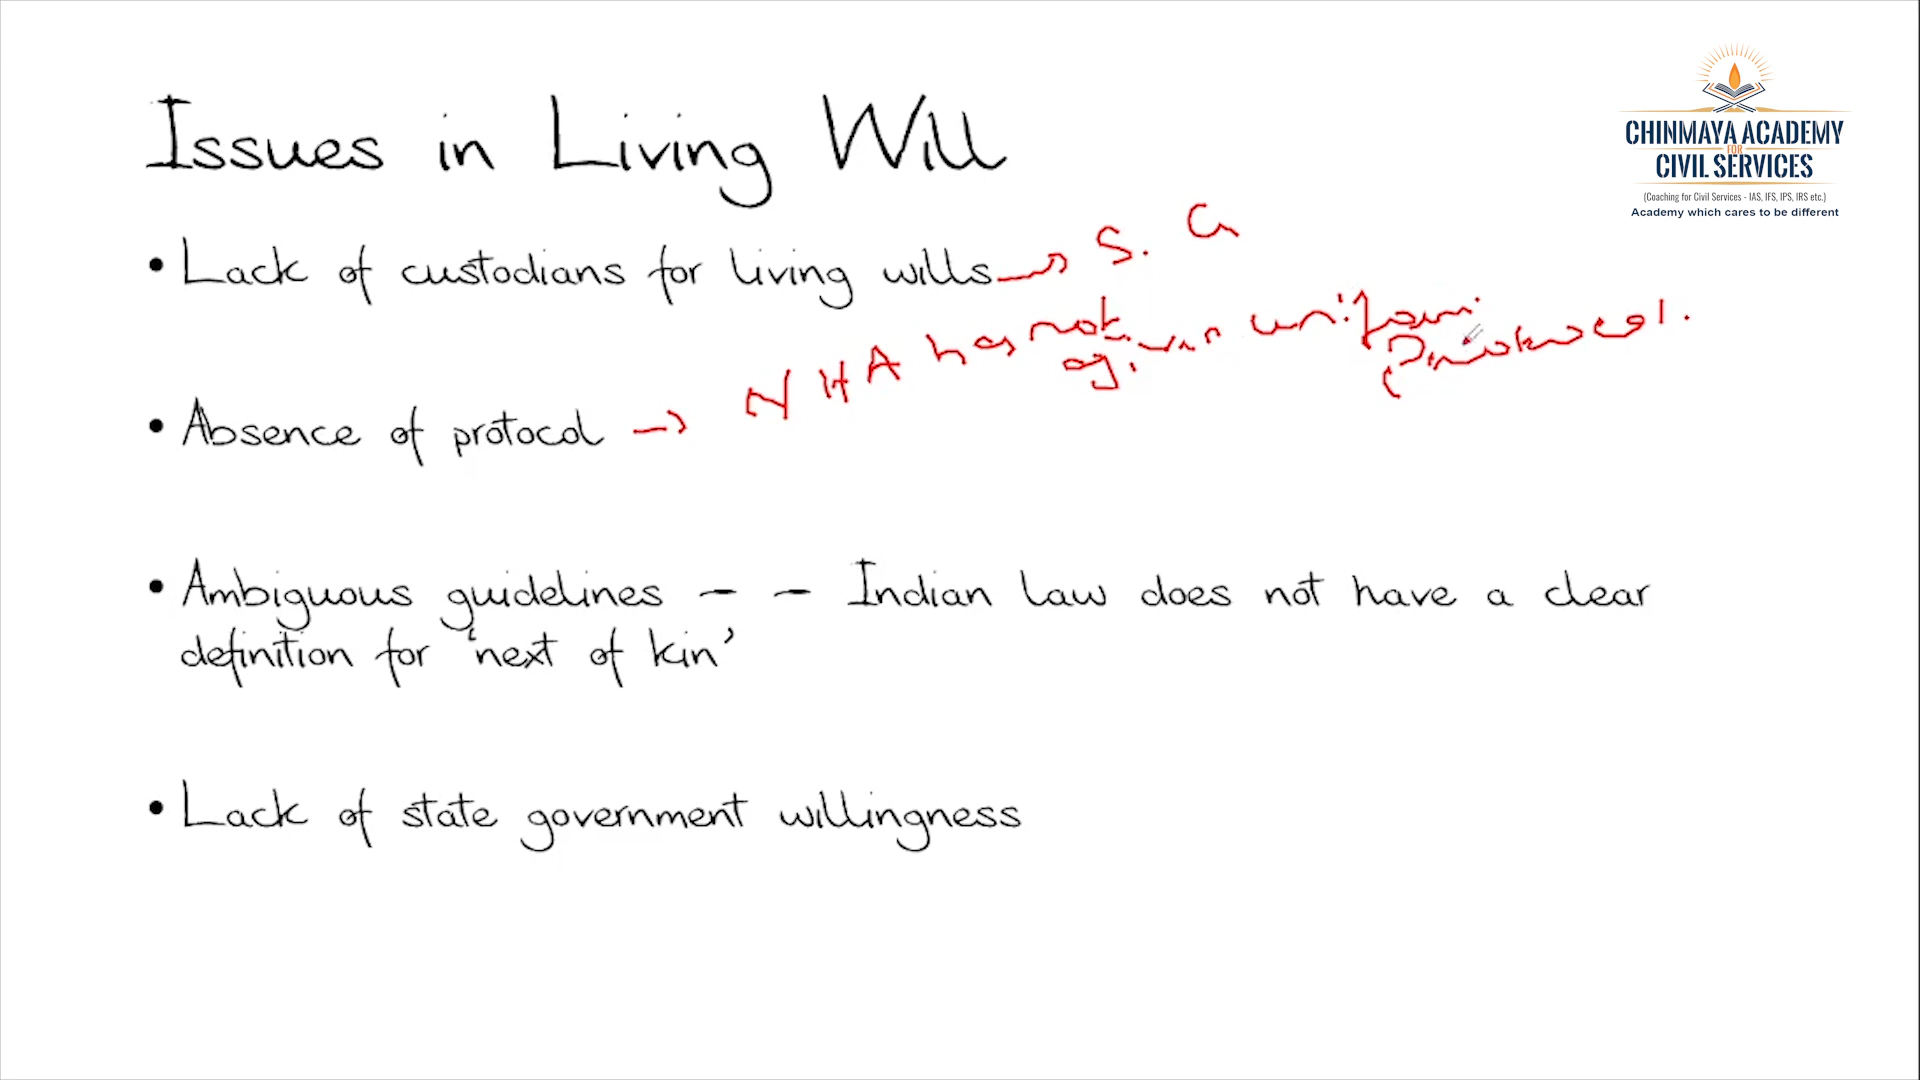 Issues in Living Will
CHINMAYA ACADEMY
FOR
CIVIL SERVICES
(Coaching for Civil Services - IAS, IFS, IPS, IRS etc.)
Academy which cares to be different
• Lack of custodians for living wills → S. G
• Absence of protocol → NHA has not given uniform protocol.
• Ambiguous guidelines - - Indian law does not have a clear
definition for 'next of kin'
• Lack of state government willingness